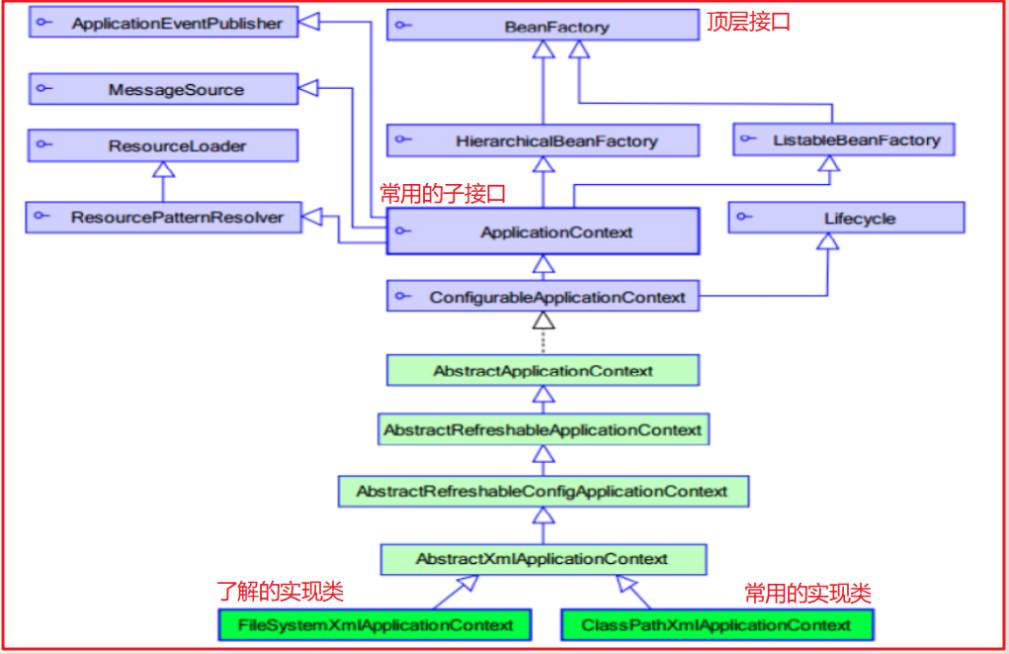 ApplicationEventPublisher
BeanFactory
顶层接口
MessageSource
ResourceLoader
HierarchicalBeanFactory
ListableBeanFactory
常用的子接口
ResourcePatternResolver
ApplicationContext
Lifecycle
ConfigurableApplicationContext
AbstractApplicationContext
AbstractRefreshableApplicationContext
AbstractRefreshableConfigApplicationContext
AbstractXmlApplicationContext
了解的实现类
常用的实现类
FileSystemXmlApplicationContext
ClassPathXmlApplicationContext